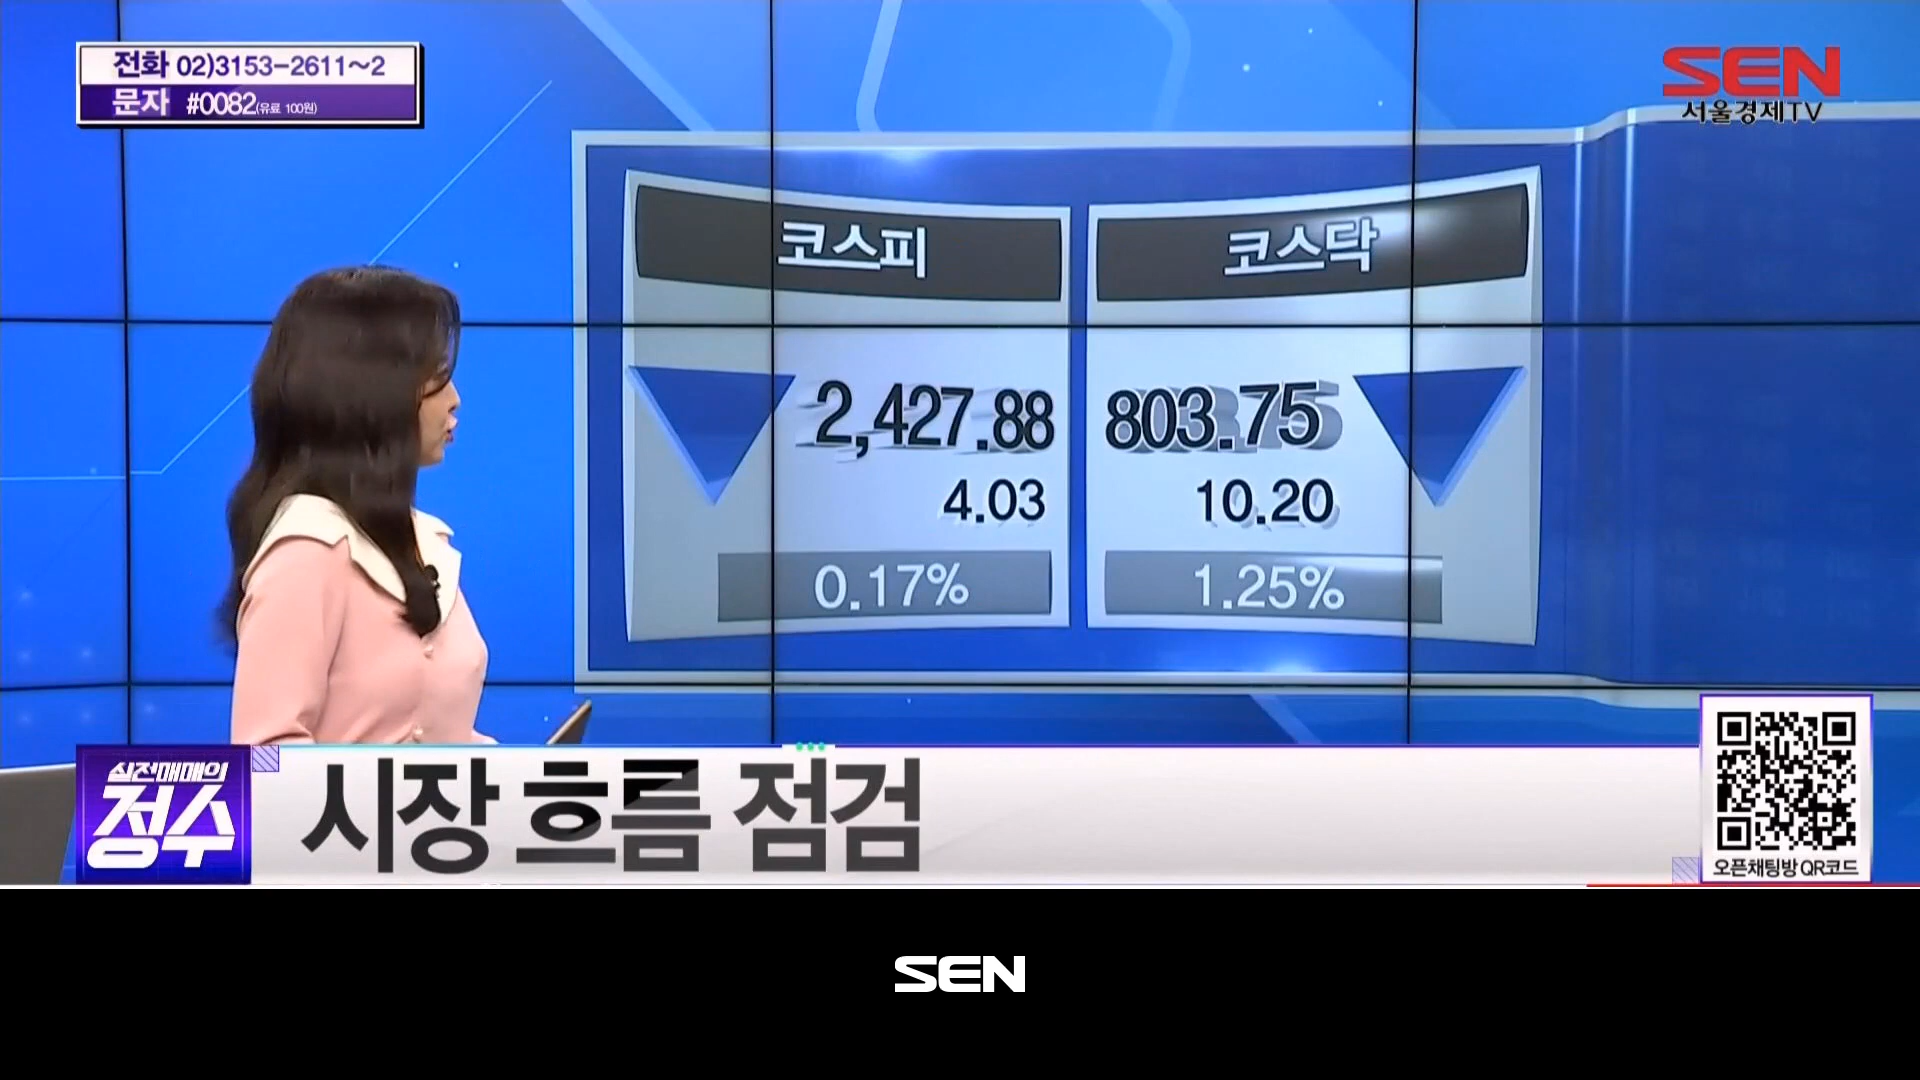 전화 02)3153-2611~2
문자 #0082(유료 100원)
SEN
서울경제TV
코스피
2,427.88
4.03
0.17%
코스닥
803.75
10.20
1.25%
실전매매의
정수
시장 흐름 점검
오픈채팅방 QR코드
SEN